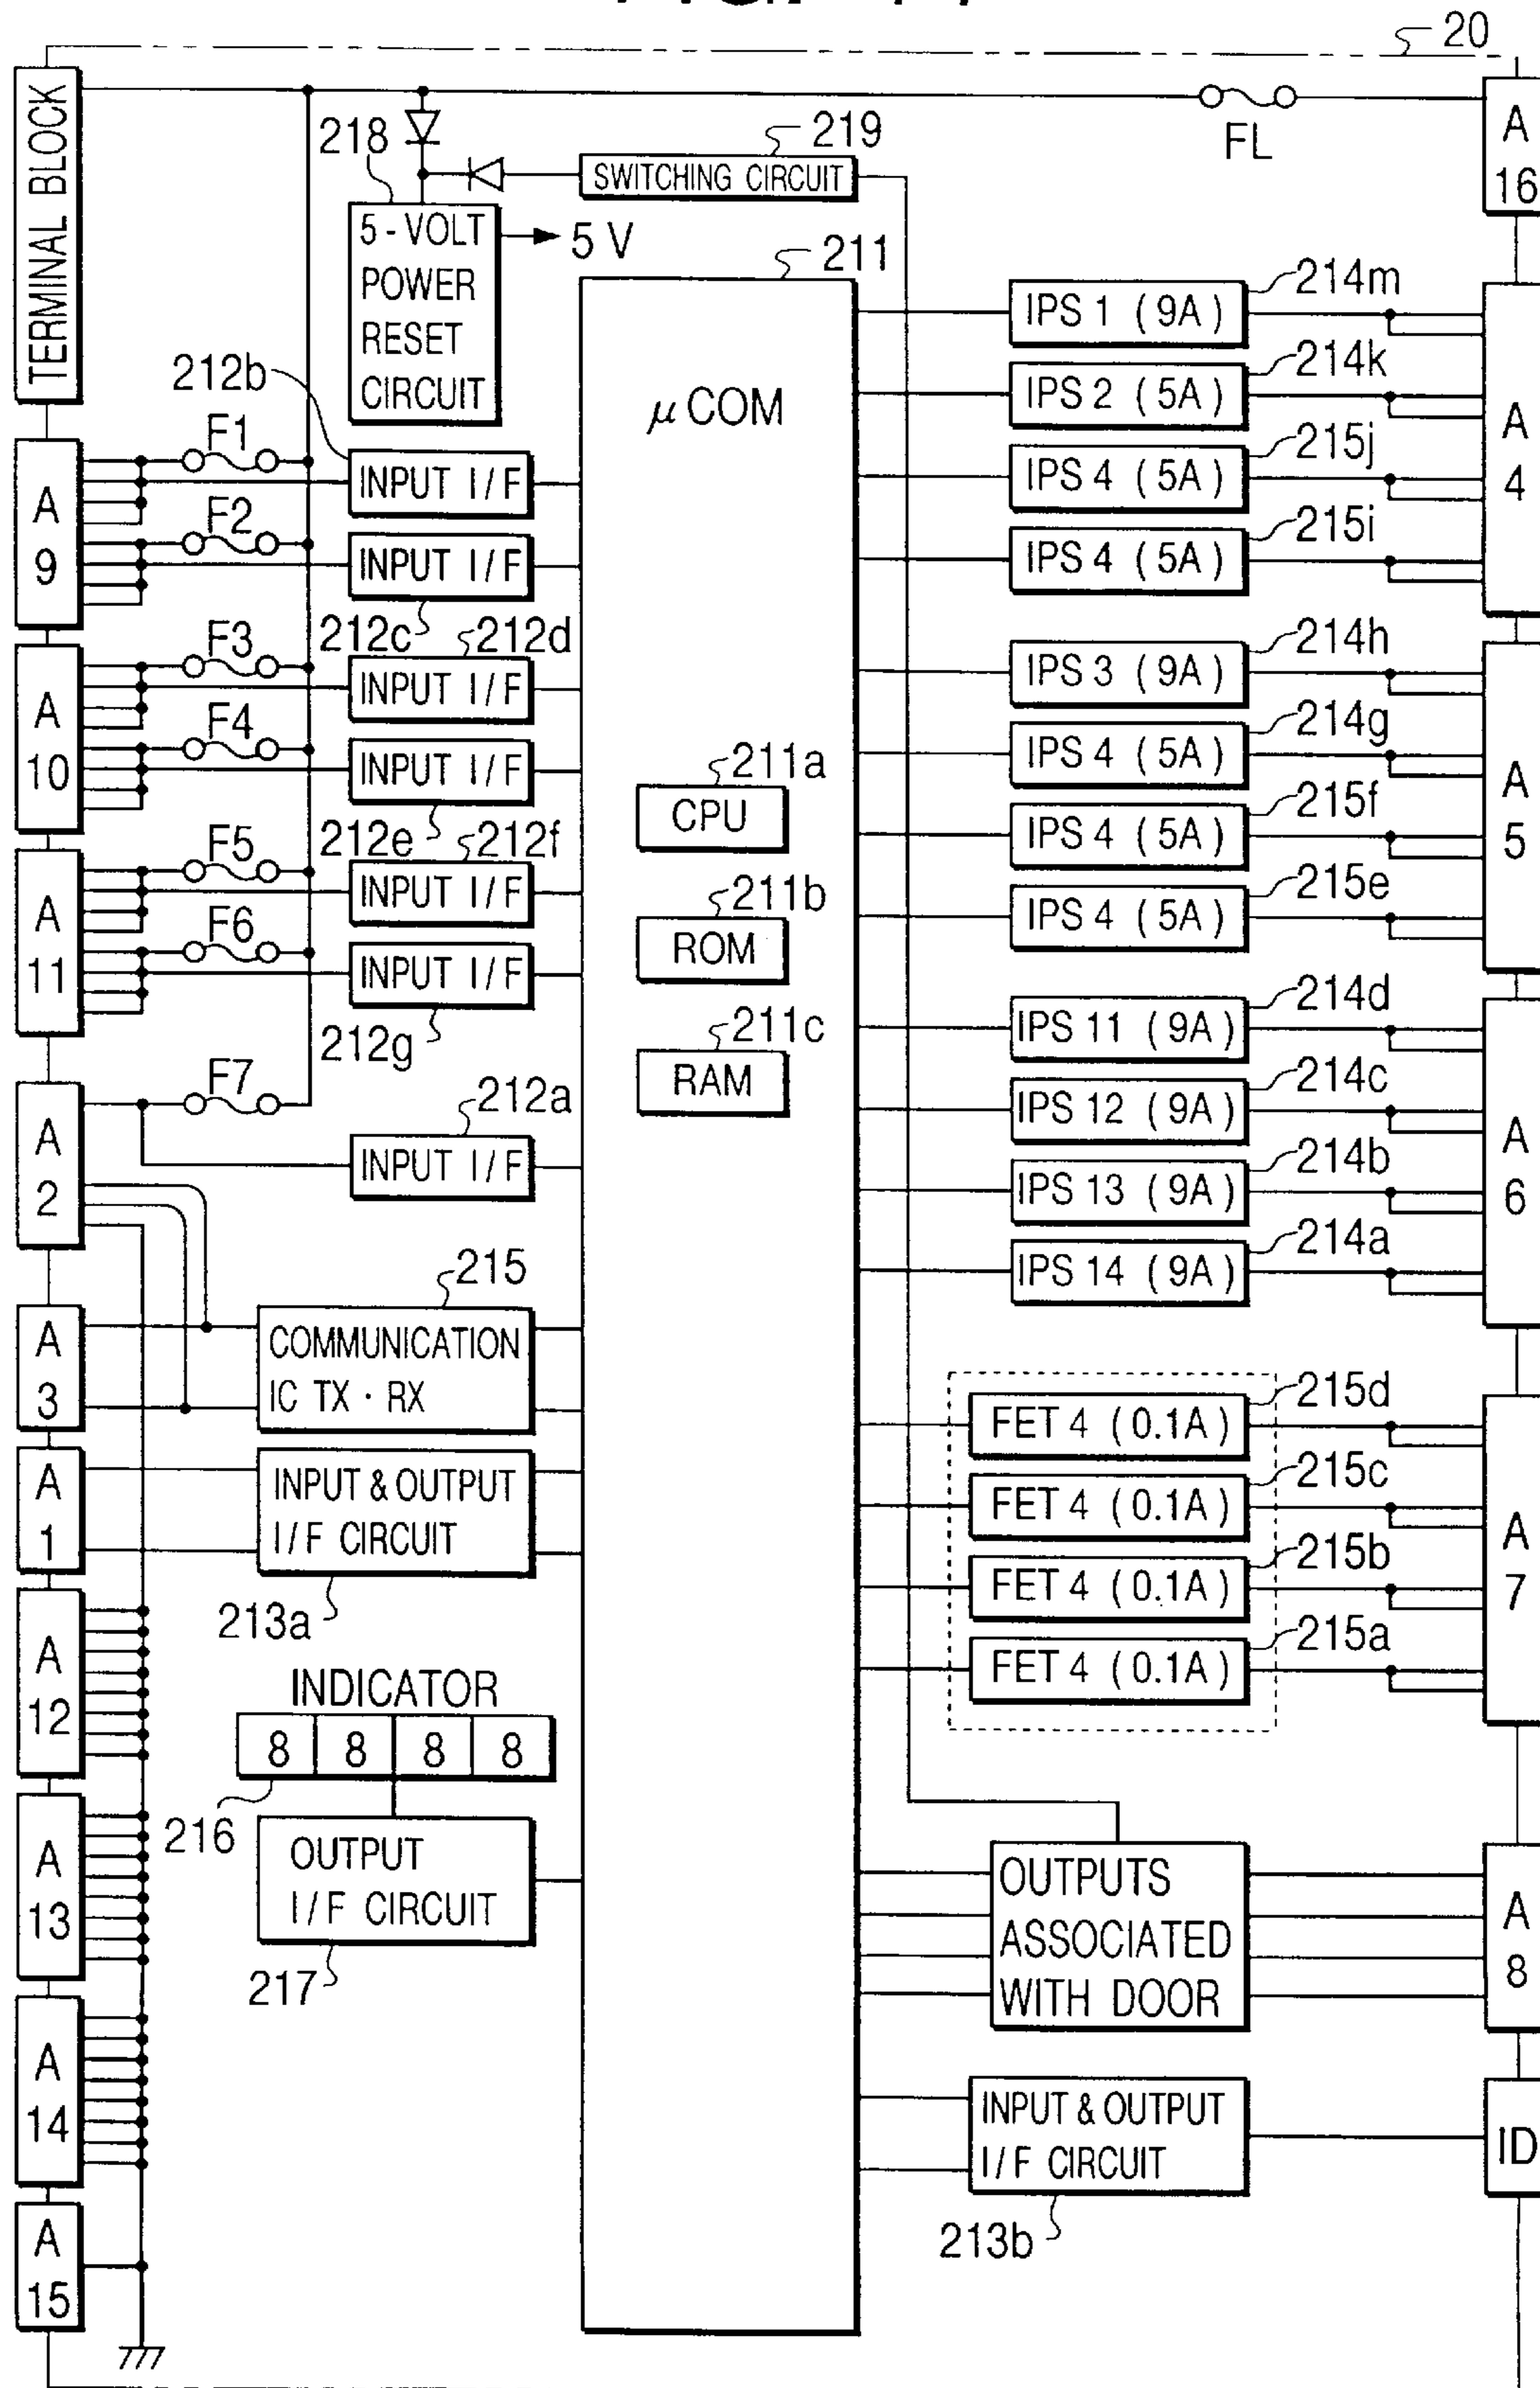 20
TERMINAL BLOCK
FL
A
16
218
219
SWITCHING CIRCUIT
5-VOLT
POWER
RESET
CIRCUIT
5 V
211
μ COM
211a
CPU
211b
ROM
211c
RAM
212b
A
9
F1
INPUT I/F
F2
INPUT I/F
212c
212d
A
10
F3
INPUT I/F
F4
INPUT I/F
212e
212f
A
11
F5
INPUT I/F
F6
INPUT I/F
212g
A
2
F7
212a
INPUT I/F
215
A
3
COMMUNICATION
IC TX · RX
A
1
INPUT & OUTPUT
I/F CIRCUIT
213a
A
12
INDICATOR
8 8 8 8
216
A
13
OUTPUT
I/F CIRCUIT
217
A
14
A
15
IPS 1 (9A)
214m
IPS 2 (5A)
214k
IPS 4 (5A)
215j
IPS 4 (5A)
215i
A
4
IPS 3 (9A)
214h
IPS 4 (5A)
214g
IPS 4 (5A)
215f
IPS 4 (5A)
215e
A
5
IPS 11 (9A)
214d
IPS 12 (9A)
214c
IPS 13 (9A)
214b
IPS 14 (9A)
214a
A
6
FET 4 (0.1A)
215d
FET 4 (0.1A)
215c
FET 4 (0.1A)
215b
FET 4 (0.1A)
215a
A
7
OUTPUTS
ASSOCIATED
WITH DOOR
A
8
INPUT & OUTPUT
I/F CIRCUIT
213b
ID